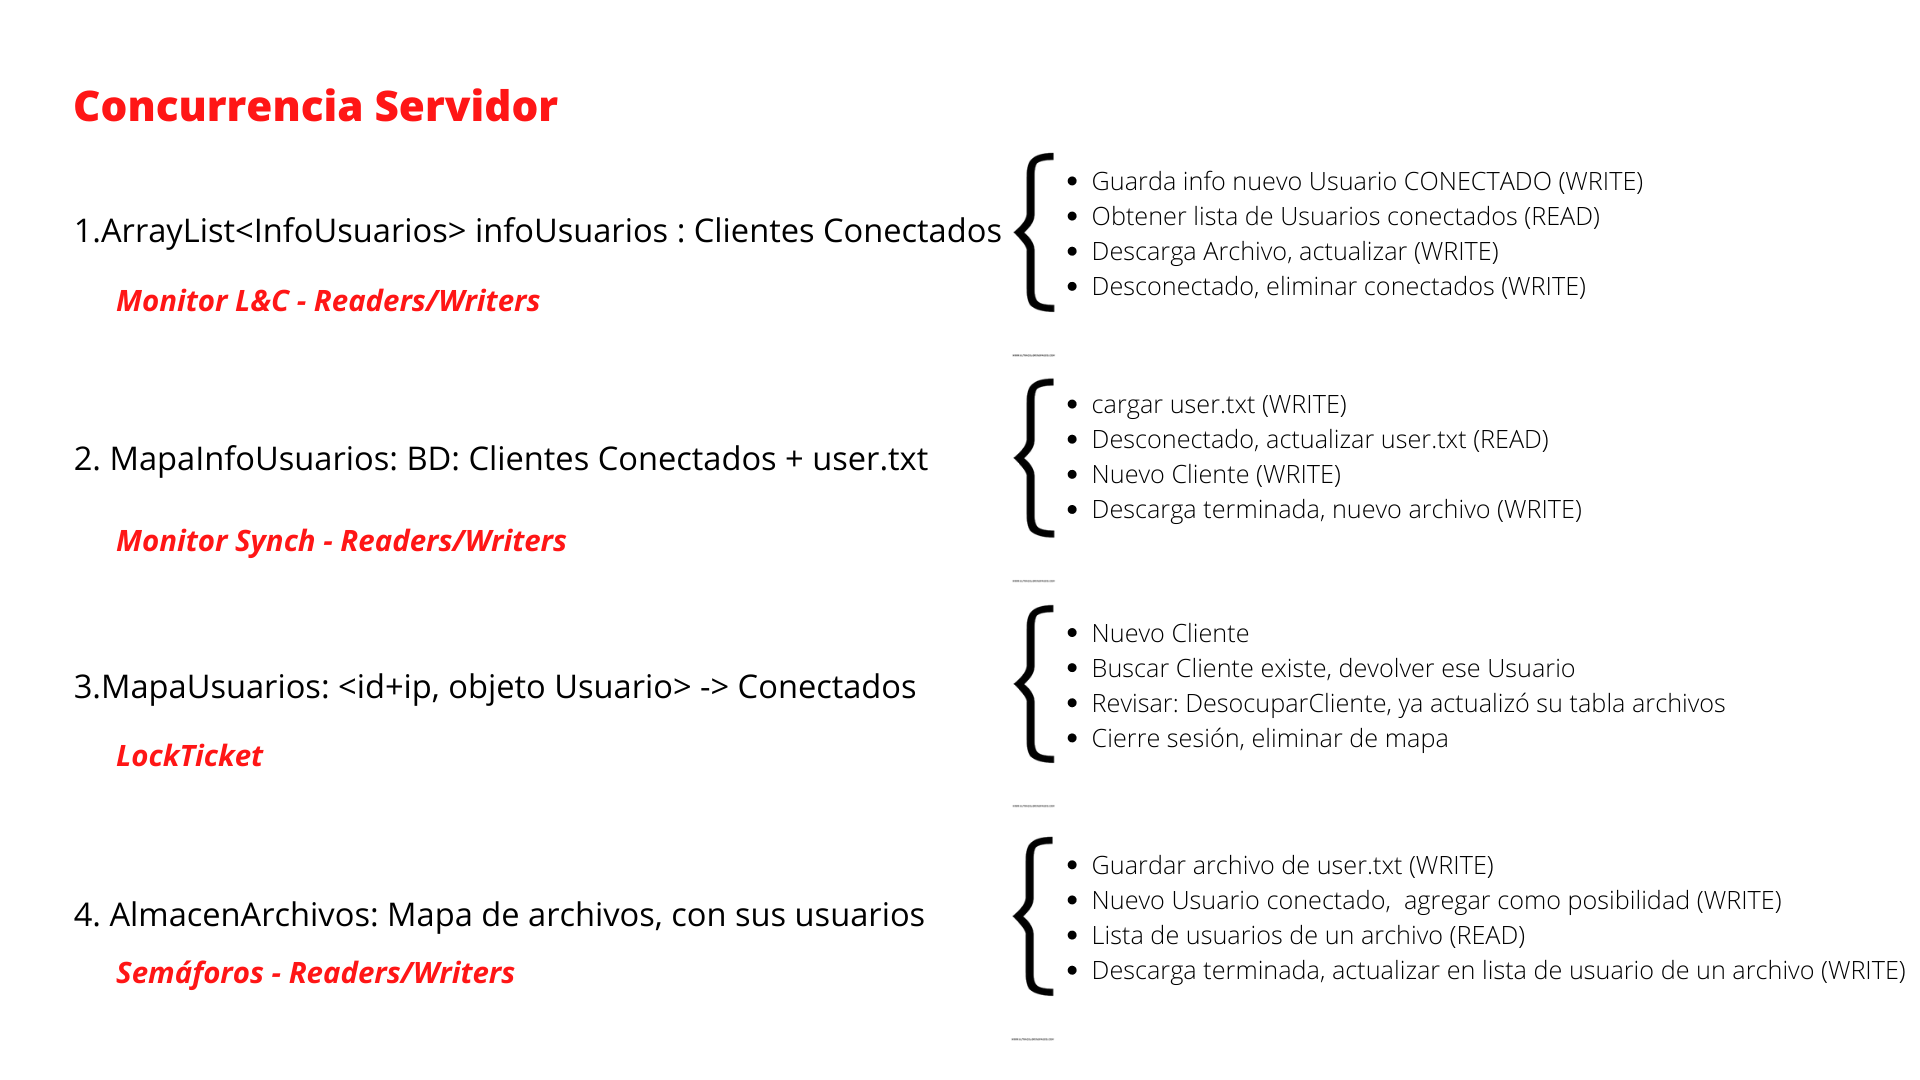 Concurrencia Servidor
1.ArrayList<InfoUsuarios> infoUsuarios : Clientes Conectados
Monitor L&C - Readers/Writers
Guarda info nuevo Usuario CONECTADO (WRITE)
Obtener lista de Usuarios conectados (READ)
Descarga Archivo, actualizar (WRITE)
Desconectado, eliminar conectados (WRITE)
2. MapaInfoUsuarios: BD: Clientes Conectados + user.txt
Monitor Synch - Readers/Writers
cargar user.txt (WRITE)
Desconectado, actualizar user.txt (READ)
Nuevo Cliente (WRITE)
Descarga terminada, nuevo archivo (WRITE)
3.MapaUsuarios: <id+ip, objeto Usuario> -> Conectados
LockTicket
Nuevo Cliente
Buscar Cliente existe, devolver ese Usuario
Revisar: DesocuparCliente, ya actualizó su tabla archivos
Cierre sesión, eliminar de mapa
4. AlmacenArchivos: Mapa de archivos, con sus usuarios
Semáforos - Readers/Writers
Guardar archivo de user.txt (WRITE)
Nuevo Usuario conectado,  agregar como posibilidad (WRITE)
Lista de usuarios de un archivo (READ)
Descarga terminada, actualizar en lista de usuario de un archivo (WRITE)